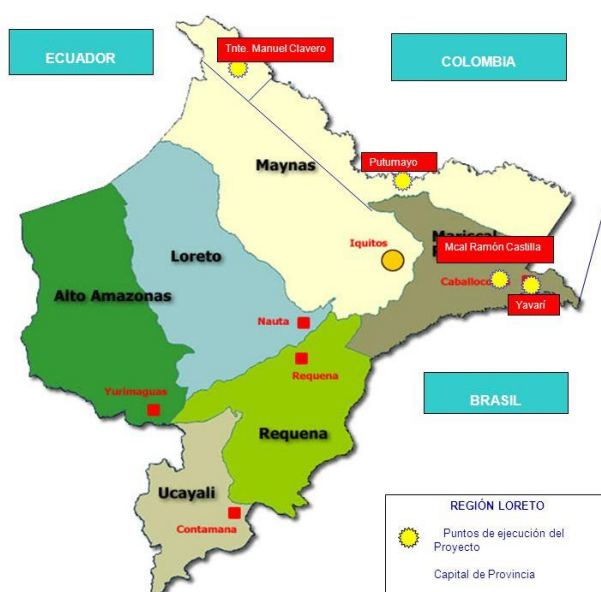 Tnte. Manuel Clavero
ECUADOR
COLOMBIA
Maynas
Putumayo
Mariscal
Mcal Ramón Castilla
Iquitos
Loreto
Alto Amazonas
Yavarí
Nauta
Requena
BRASIL
Yurimaguas
Requena
Ucayali
Contamana
REGIÓN LORETO
Puntos de ejecución del
Proyecto
Capital de Provincia